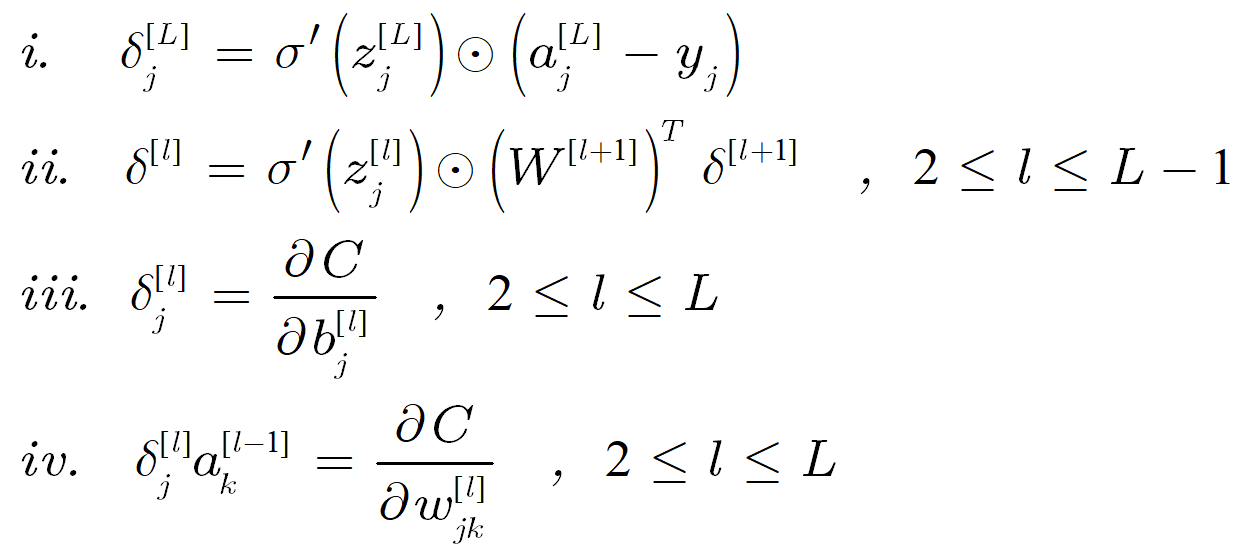 i. δ_j^{[L]} = σ′(z_j^{[L]}) ⊙ (a_j^{[L]} − y_j)
ii. δ^{[l]} = σ′(z_j^{[l]}) ⊙ (W^{[l+1]})^T δ^{[l+1]} , 2 ≤ l ≤ L − 1
iii. δ_j^{[l]} = ∂C / ∂b_j^{[l]} , 2 ≤ l ≤ L
iv. δ_j^{[l]} a_k^{[l−1]} = ∂C / ∂w_{jk}^{[l]} , 2 ≤ l ≤ L